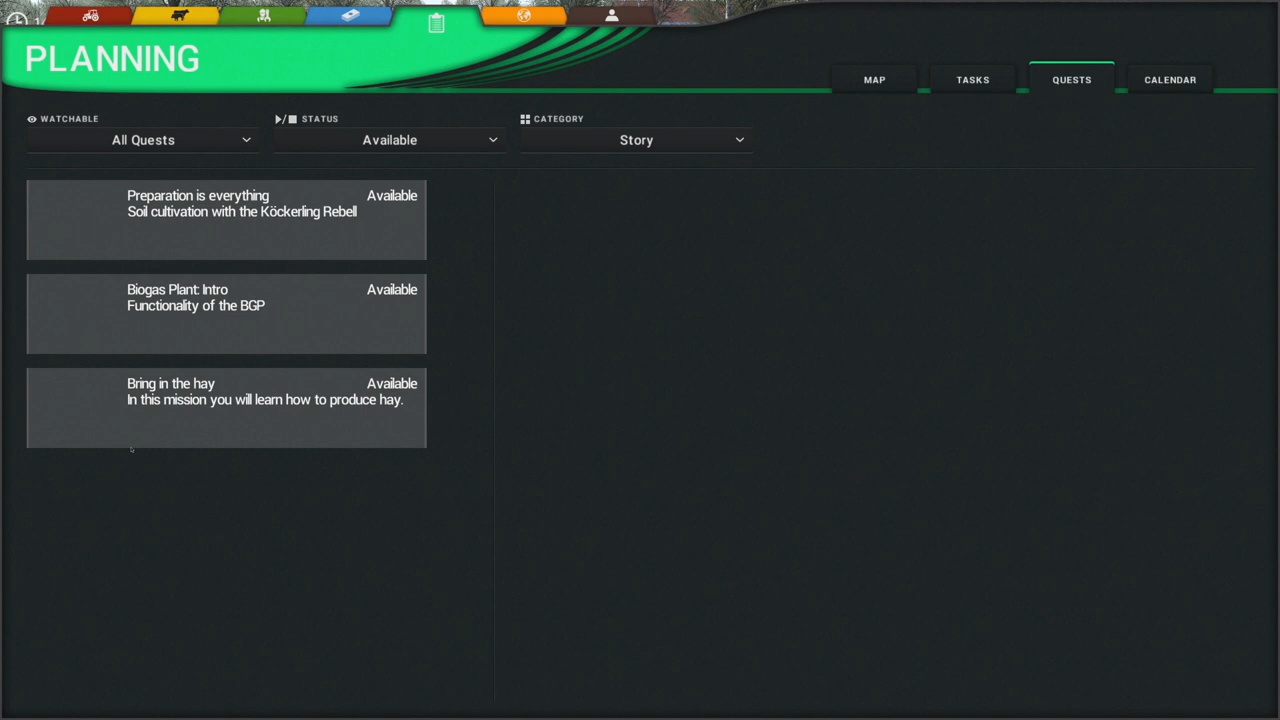 PLANNING
MAP
TASKS
QUESTS
CALENDAR
WATCHABLE
STATUS
CATEGORY
All Quests
Available
Story
Preparation is everything
Available
Soil cultivation with the Köckerling Rebell
Biogas Plant: Intro
Available
Functionality of the BGP
Bring in the hay
Available
In this mission you will learn how to produce hay.